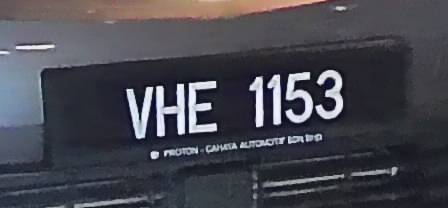 VHE 1153
PROTON - CAHAYA AUTOMOTIF SDN BHD